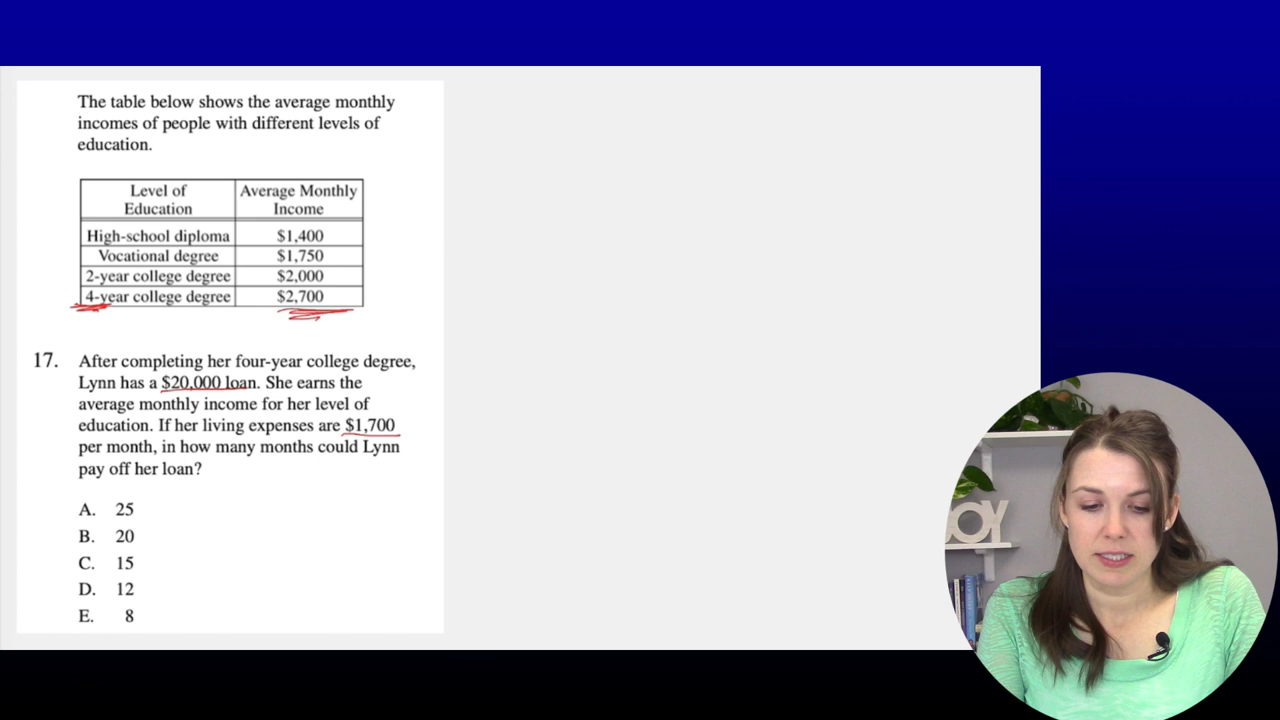 The table below shows the average monthly
incomes of people with different levels of
education.
Level of
Education
Average Monthly
Income
High-school diploma $1,400
Vocational degree $1,750
2-year college degree $2,000
4-year college degree $2,700
17. After completing her four-year college degree,
Lynn has a $20,000 loan. She earns the
average monthly income for her level of
education. If her living expenses are $1,700
per month, in how many months could Lynn
pay off her loan?
A. 25
B. 20
C. 15
D. 12
E. 8
OY